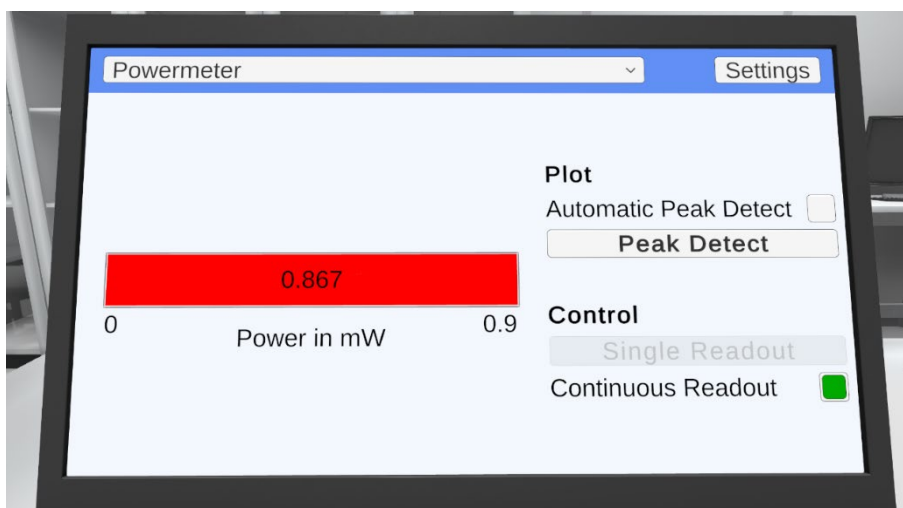 Powermeter
Settings
Plot
Automatic Peak Detect
Peak Detect
0.867
0
0.9
Power in mW
Control
Single Readout
Continuous Readout